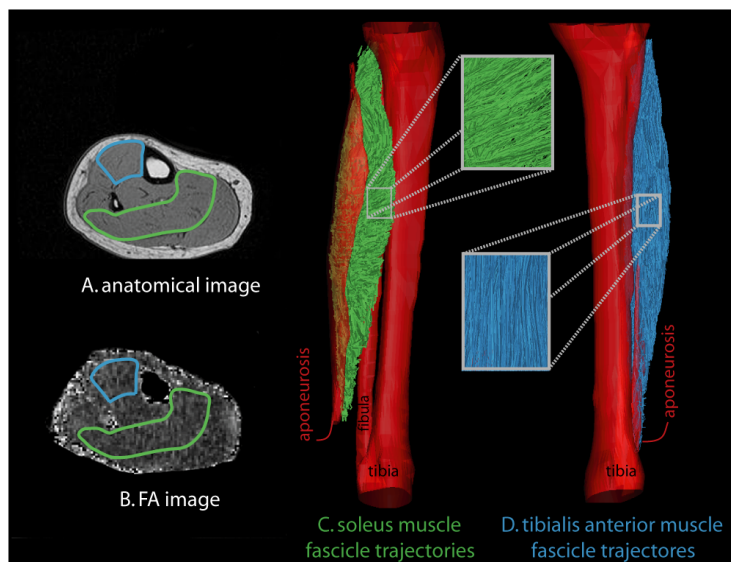 A. anatomical image
B. FA image
aponeurosis
fibula
tibia
C. soleus muscle
fascicle trajectories
tibia
aponeurosis
D. tibialis anterior muscle
fascicle trajectores